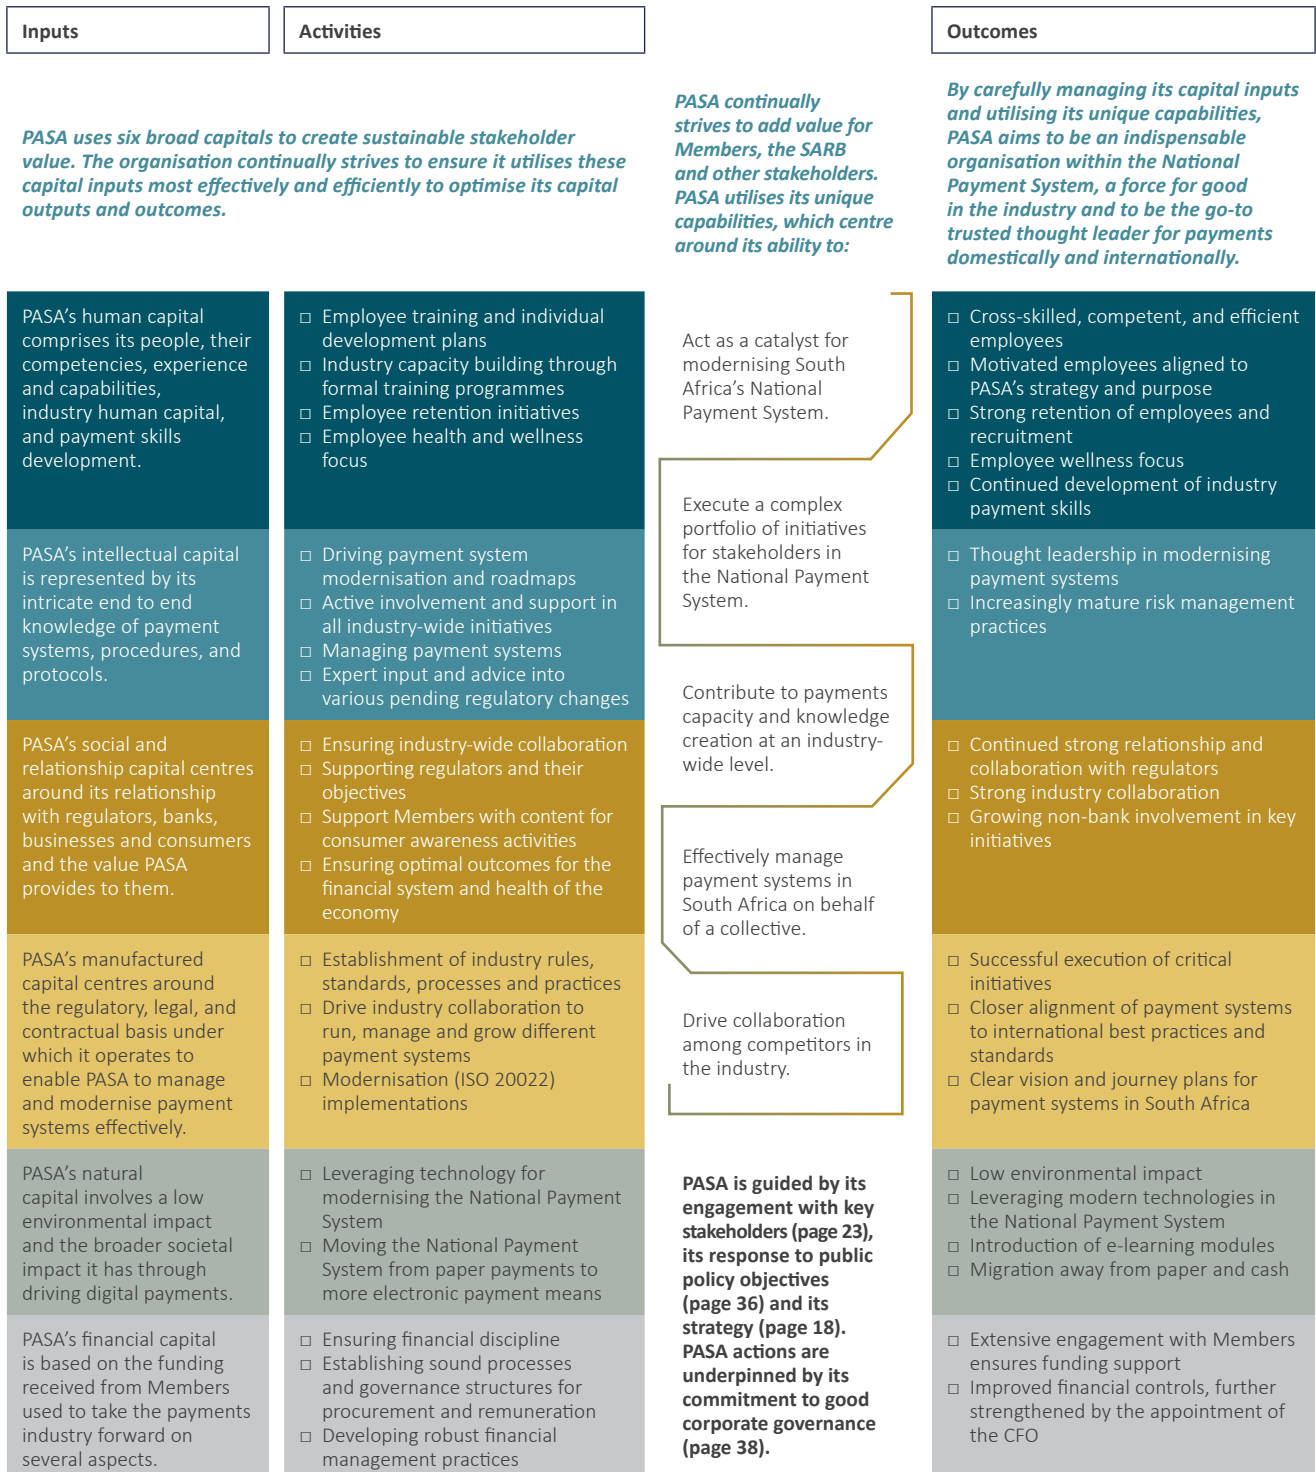 Inputs
Activities
Outcomes
PASA uses six broad capitals to create sustainable stakeholder
value. The organisation continually strives to ensure it utilises these
capital inputs most effectively and efficiently to optimise its capital
outputs and outcomes.
PASA continually
strives to add value for
Members, the SARB
and other stakeholders.
PASA utilises its unique
capabilities, which centre
around its ability to:
By carefully managing its capital inputs
and utilising its unique capabilities,
PASA aims to be an indispensable
organisation within the National
Payment System, a force for good
in the industry and to be the go-to
trusted thought leader for payments
domestically and internationally.
PASA's human capital
comprises its people, their
competencies, experience
and capabilities,
industry human capital,
and payment skills
development.
□ Employee training and individual
development plans
□ Industry capacity building through
formal training programmes
□ Employee retention initiatives
□ Employee health and wellness
focus
Act as a catalyst for
modernising South
Africa's National
Payment System.
□ Cross-skilled, competent, and efficient
employees
□ Motivated employees aligned to
PASA's strategy and purpose
□ Strong retention of employees and
recruitment
□ Employee wellness focus
□ Continued development of industry
payment skills
PASA's intellectual capital
is represented by its
intricate end to end
knowledge of payment
systems, procedures, and
protocols.
□ Driving payment system
modernisation and roadmaps
□ Active involvement and support in
all industry-wide initiatives
□ Managing payment systems
□ Expert input and advice into
various pending regulatory changes
Execute a complex
portfolio of initiatives
for stakeholders in
the National Payment
System.
□ Thought leadership in modernising
payment systems
□ Increasingly mature risk management
practices
Contribute to payments
capacity and knowledge
creation at an industry-
wide level.
PASA's social and
relationship capital centres
around its relationship
with regulators, banks,
businesses and consumers
and the value PASA
provides to them.
□ Ensuring industry-wide collaboration
□ Supporting regulators and their
objectives
□ Support Members with content for
consumer awareness activities
□ Ensuring optimal outcomes for the
financial system and health of the
economy
Effectively manage
payment systems in
South Africa on behalf
of a collective.
□ Continued strong relationship and
collaboration with regulators
□ Strong industry collaboration
□ Growing non-bank involvement in key
initiatives
PASA's manufactured
capital centres around
the regulatory, legal, and
contractual basis under
which it operates to
enable PASA to manage
and modernise payment
systems effectively.
□ Establishment of industry rules,
standards, processes and practices
□ Drive industry collaboration to
run, manage and grow different
payment systems
□ Modernisation (ISO 20022)
implementations
Drive collaboration
among competitors in
the industry.
□ Successful execution of critical
initiatives
□ Closer alignment of payment systems
to international best practices and
standards
□ Clear vision and journey plans for
payment systems in South Africa
PASA's natural
capital involves a low
environmental impact
and the broader societal
impact it has through
driving digital payments.
□ Leveraging technology for
modernising the National Payment
System
□ Moving the National Payment
System from paper payments to
more electronic payment means
PASA is guided by its
engagement with key
stakeholders (page 23),
its response to public
policy objectives
(page 36) and its
strategy (page 18).
PASA actions are
underpinned by its
commitment to good
corporate governance
(page 38).
□ Low environmental impact
□ Leveraging modern technologies in
the National Payment System
□ Introduction of e-learning modules
□ Migration away from paper and cash
PASA's financial capital
is based on the funding
received from Members
used to take the payments
industry forward on
several aspects.
□ Ensuring financial discipline
□ Establishing sound processes
and governance structures for
procurement and remuneration
□ Developing robust financial
management practices
□ Extensive engagement with Members
ensures funding support
□ Improved financial controls, further
strengthened by the appointment of
the CFO